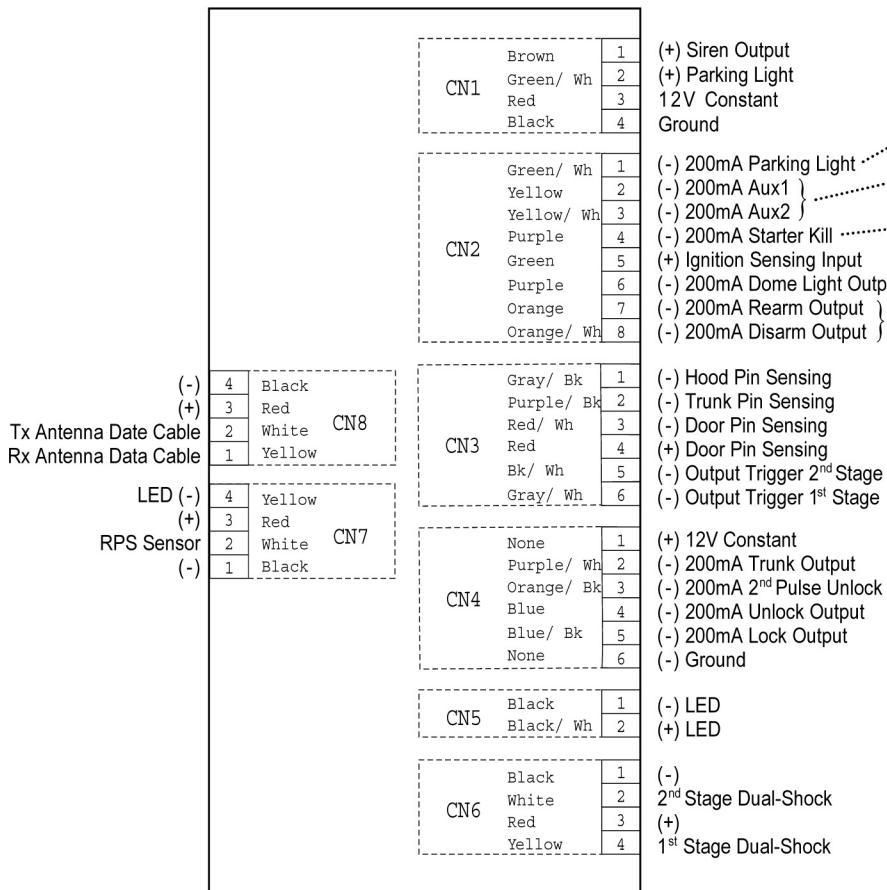 CN1
Brown 1 (+) Siren Output
Green/ Wh 2 (+) Parking Light
Red 3 12V Constant
Black 4 Ground
CN2
Green/ Wh 1 (-) 200mA Parking Light
Yellow 2 (-) 200mA Aux1
Yellow/ Wh 3 (-) 200mA Aux2
Purple 4 (-) 200mA Starter Kill
Green 5 (+) Ignition Sensing Input
Purple 6 (-) 200mA Dome Light Outp
Orange 7 (-) 200mA Rearm Output
Orange/ Wh 8 (-) 200mA Disarm Output
CN8
(-) 4 Black
(+) 3 Red
Tx Antenna Date Cable 2 White
Rx Antenna Data Cable 1 Yellow
CN3
Gray/ Bk 1 (-) Hood Pin Sensing
Purple/ Bk 2 (-) Trunk Pin Sensing
Red/ Wh 3 (-) Door Pin Sensing
Red 4 (+) Door Pin Sensing
Bk/ Wh 5 (-) Output Trigger 2nd Stage
Gray/ Wh 6 (-) Output Trigger 1st Stage
CN7
LED (-) 4 Yellow
(+) 3 Red
RPS Sensor 2 White
(-) 1 Black
CN4
None 1 (+) 12V Constant
Purple/ Wh 2 (-) 200mA Trunk Output
Orange/ Bk 3 (-) 200mA 2nd Pulse Unlock
Blue 4 (-) 200mA Unlock Output
Blue/ Bk 5 (-) 200mA Lock Output
None 6 (-) Ground
CN5
Black 1 (-) LED
Black/ Wh 2 (+) LED
CN6
Black 1 (-)
White 2 2nd Stage Dual-Shock
Red 3 (+)
Yellow 4 1st Stage Dual-Shock